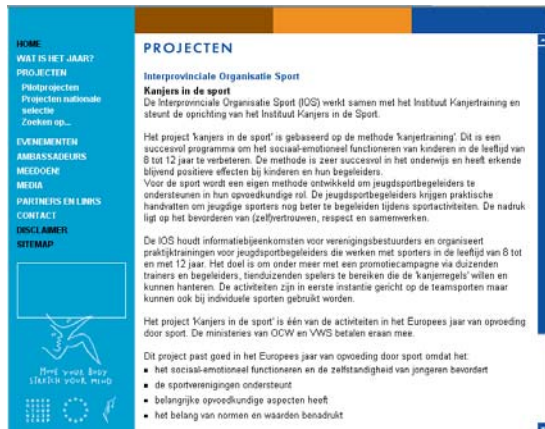 HOME
WAT IS HET JAAR?
PROJECTEN
Pilotprojecten
Projecten nationale
selectie
Zoeken op...
EVENEMENTEN
AMBASSADEURS
MEEDOEN!
MEDIA
PARTNERS EN LINKS
CONTACT
DISCLAIMER
SITEMAP
MOVE YOUR BODY
STRETCH YOUR MIND
PROJECTEN
Interprovinciale Organisatie Sport
Kanjers in de sport
De Interprovinciale Organisatie Sport (IOS) werkt samen met het Instituut Kanjertraining en
steunt de oprichting van het Instituut Kanjers in de Sport.
Het project 'kanjers in de sport' is gebaseerd op de methode 'kanjertraining'. Dit is een
succesvol programma om het sociaal-emotioneel functioneren van kinderen in de leeftijd van
8 tot 12 jaar te verbeteren. De methode is zeer succesvol in het onderwijs en heeft erkende
blijvend positieve effecten bij kinderen en hun begeleiders.
Voor de sport wordt een eigen methode ontwikkeld om jeugdsportbegeleiders te
ondersteunen in hun opvoedkundige rol. De jeugdsportbegeleiders krijgen praktische
handvatten om jeugdige sporters nog beter te begeleiden tijdens sportactiviteiten. De nadruk
ligt op het bevorderen van (zelf)vertrouwen, respect en samenwerken.
De IOS houdt informatiebijeenkomsten voor verenigingsbestuurders en organiseert
praktijktrainingen voor jeugdsportbegeleiders die werken met sporters in de leeftijd van 8 tot
en met 12 jaar. Het doel is om onder meer met een promotiecampagne via duizenden
trainers en begeleiders, tienduizenden spelers te bereiken die de 'kanjerregels' willen en
kunnen hanteren. De activiteiten zijn in eerste instantie gericht op de teamsporten maar
kunnen ook bij individuele sporten gebruikt worden.
Het project 'Kanjers in de sport' is één van de activiteiten in het Europees jaar van opvoeding
door sport. De ministeries van OCW en VWS betalen eraan mee.
Dit project past goed in het Europees jaar van opvoeding door sport omdat het:
▪ het sociaal-emotioneel functioneren en de zelfstandigheid van jongeren bevordert
▪ de sportverenigingen ondersteunt
▪ belangrijke opvoedkundige aspecten heeft
▪ het belang van normen en waarden benadrukt